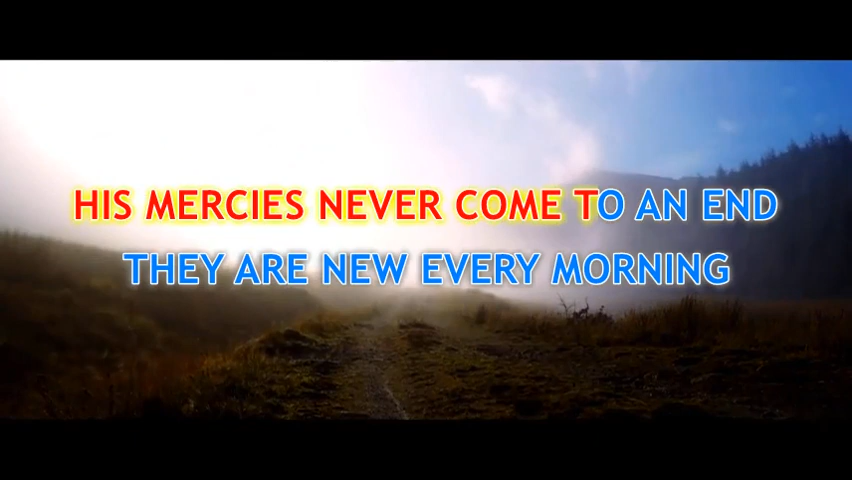 HIS MERCIES NEVER COME TO AN END
THEY ARE NEW EVERY MORNING